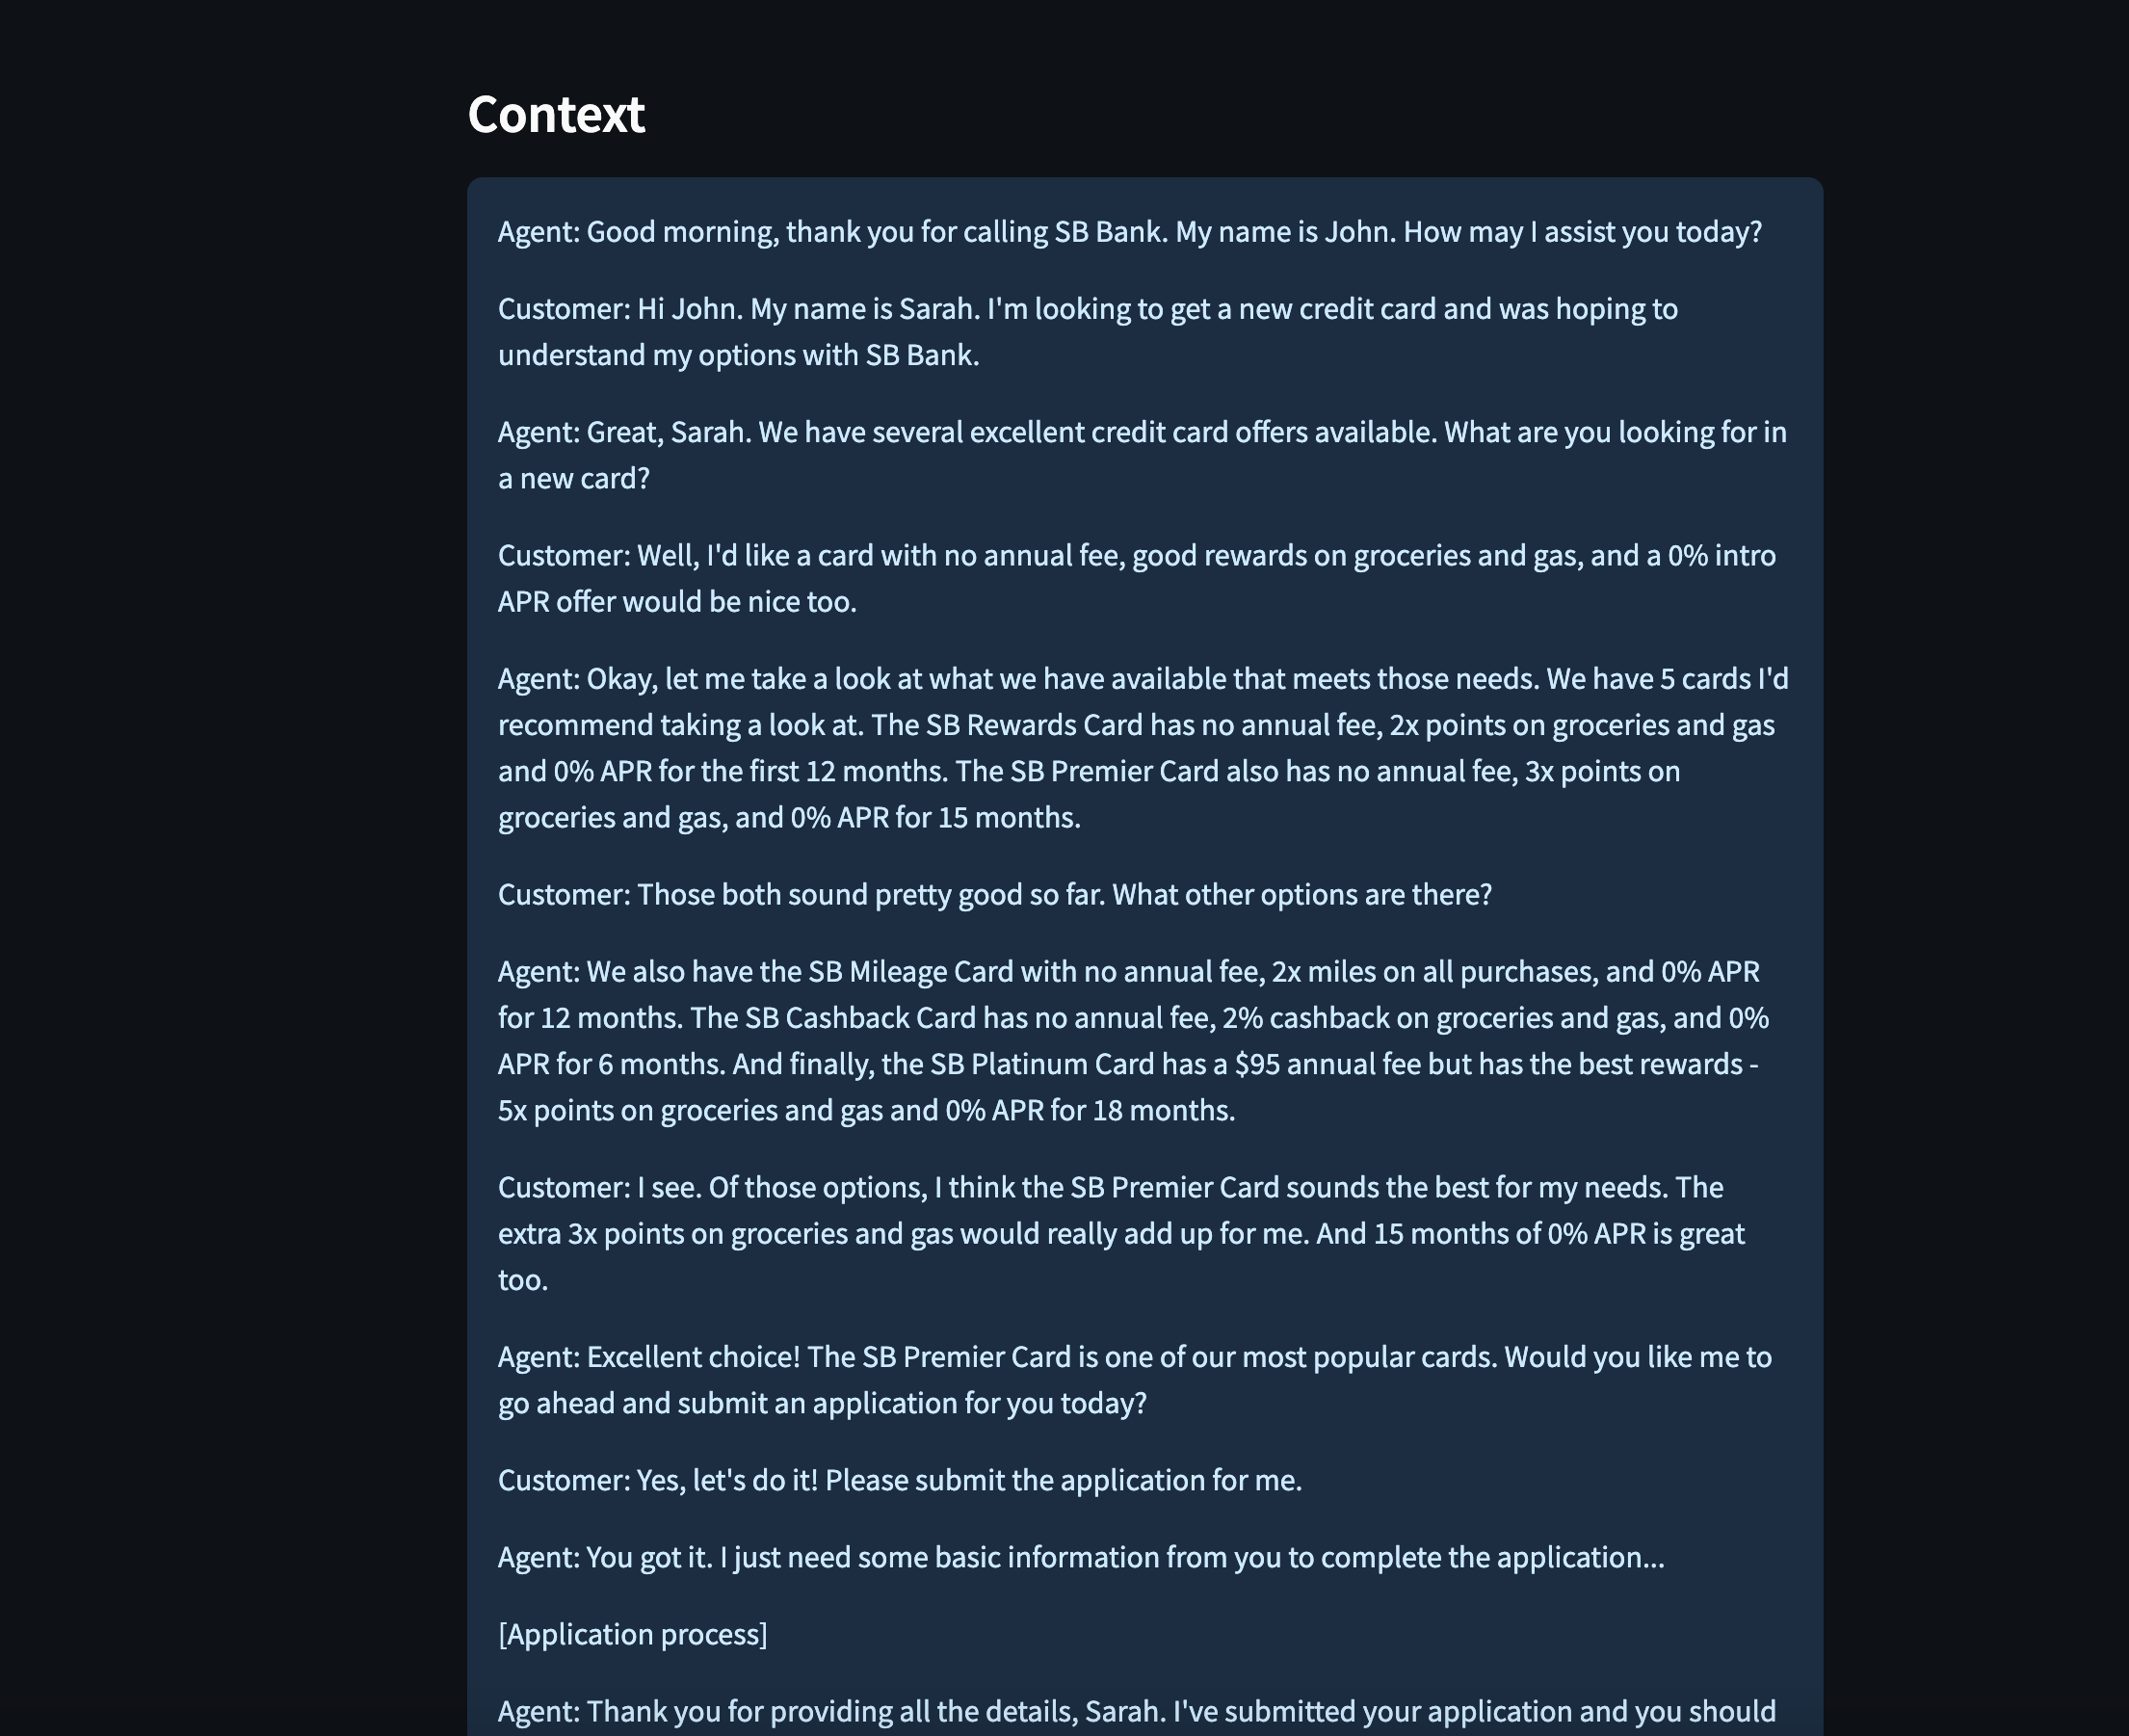 Context
Agent: Good morning, thank you for calling SB Bank. My name is John. How may I assist you today?
Customer: Hi John. My name is Sarah. I'm looking to get a new credit card and was hoping to
understand my options with SB Bank.
Agent: Great, Sarah. We have several excellent credit card offers available. What are you looking for in
a new card?
Customer: Well, I'd like a card with no annual fee, good rewards on groceries and gas, and a 0% intro
APR offer would be nice too.
Agent: Okay, let me take a look at what we have available that meets those needs. We have 5 cards I'd
recommend taking a look at. The SB Rewards Card has no annual fee, 2x points on groceries and gas
and 0% APR for the first 12 months. The SB Premier Card also has no annual fee, 3x points on
groceries and gas, and 0% APR for 15 months.
Customer: Those both sound pretty good so far. What other options are there?
Agent: We also have the SB Mileage Card with no annual fee, 2x miles on all purchases, and 0% APR
for 12 months. The SB Cashback Card has no annual fee, 2% cashback on groceries and gas, and 0%
APR for 6 months. And finally, the SB Platinum Card has a $95 annual fee but has the best rewards -
5x points on groceries and gas and 0% APR for 18 months.
Customer: I see. Of those options, I think the SB Premier Card sounds the best for my needs. The
extra 3x points on groceries and gas would really add up for me. And 15 months of 0% APR is great
too.
Agent: Excellent choice! The SB Premier Card is one of our most popular cards. Would you like me to
go ahead and submit an application for you today?
Customer: Yes, let's do it! Please submit the application for me.
Agent: You got it. I just need some basic information from you to complete the application...
[Application process]
Agent: Thank you for providing all the details, Sarah. I've submitted your application and you should